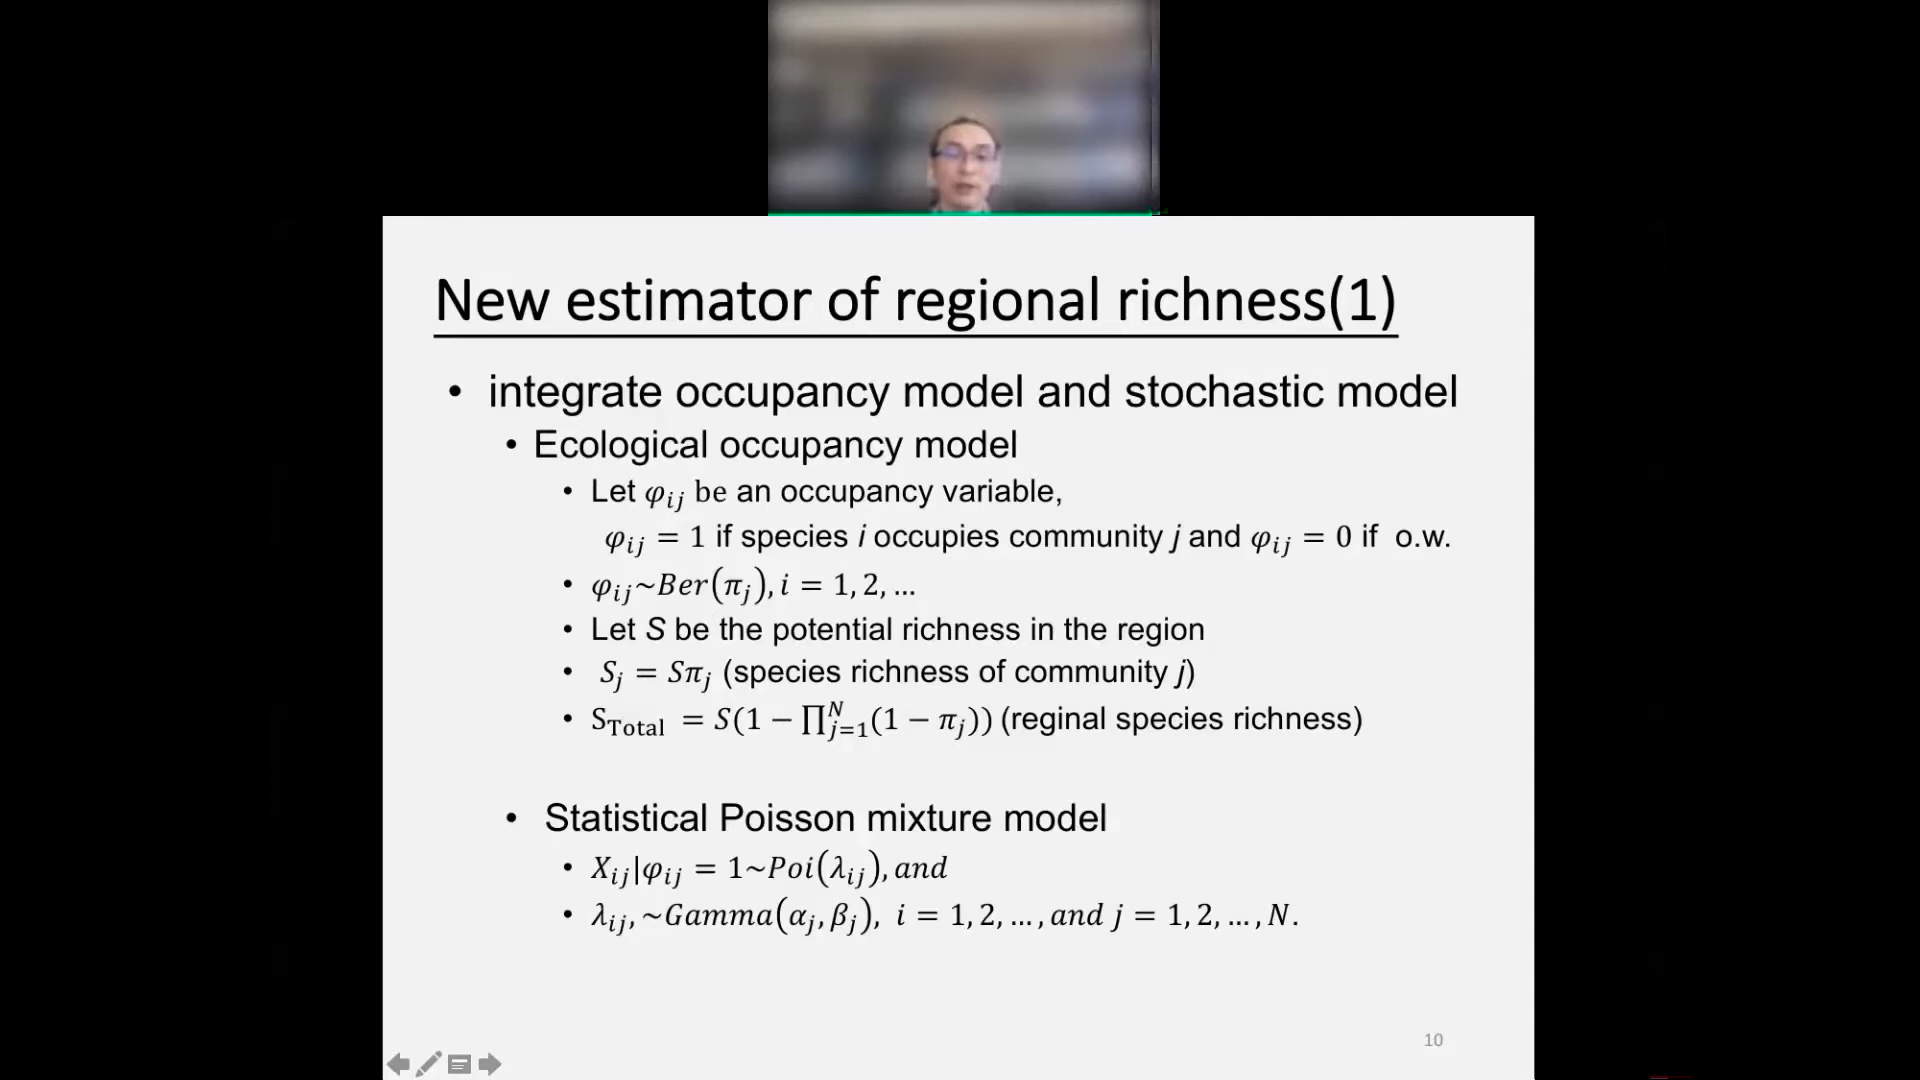 New estimator of regional richness(1)
• integrate occupancy model and stochastic model
• Ecological occupancy model
• Let φᵢⱼ be an occupancy variable,
φᵢⱼ = 1 if species i occupies community j and φᵢⱼ = 0 if o.w.
• φᵢⱼ~Ber(πⱼ), i = 1, 2, …
• Let S be the potential richness in the region
• Sⱼ = Sπⱼ (species richness of community j)
• S_Total = S(1 − ∏_{j=1}^{N}(1 − πⱼ)) (reginal species richness)
• Statistical Poisson mixture model
• Xᵢⱼ|φᵢⱼ = 1~Poi(λᵢⱼ), and
• λᵢⱼ, ~Gamma(αⱼ, βⱼ), i = 1, 2, …, and j = 1, 2, …, N.
10